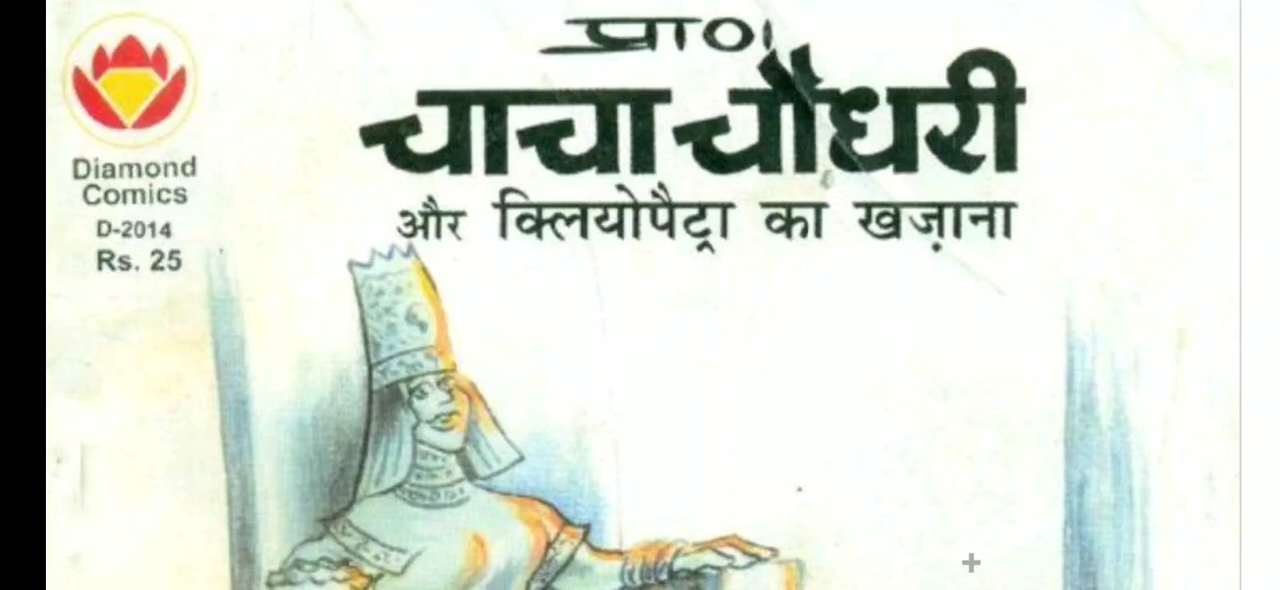 प्राण
चाचा चौधरी
और क्लियोपैट्रा का खज़ाना
Diamond
Comics
D-2014
Rs. 25